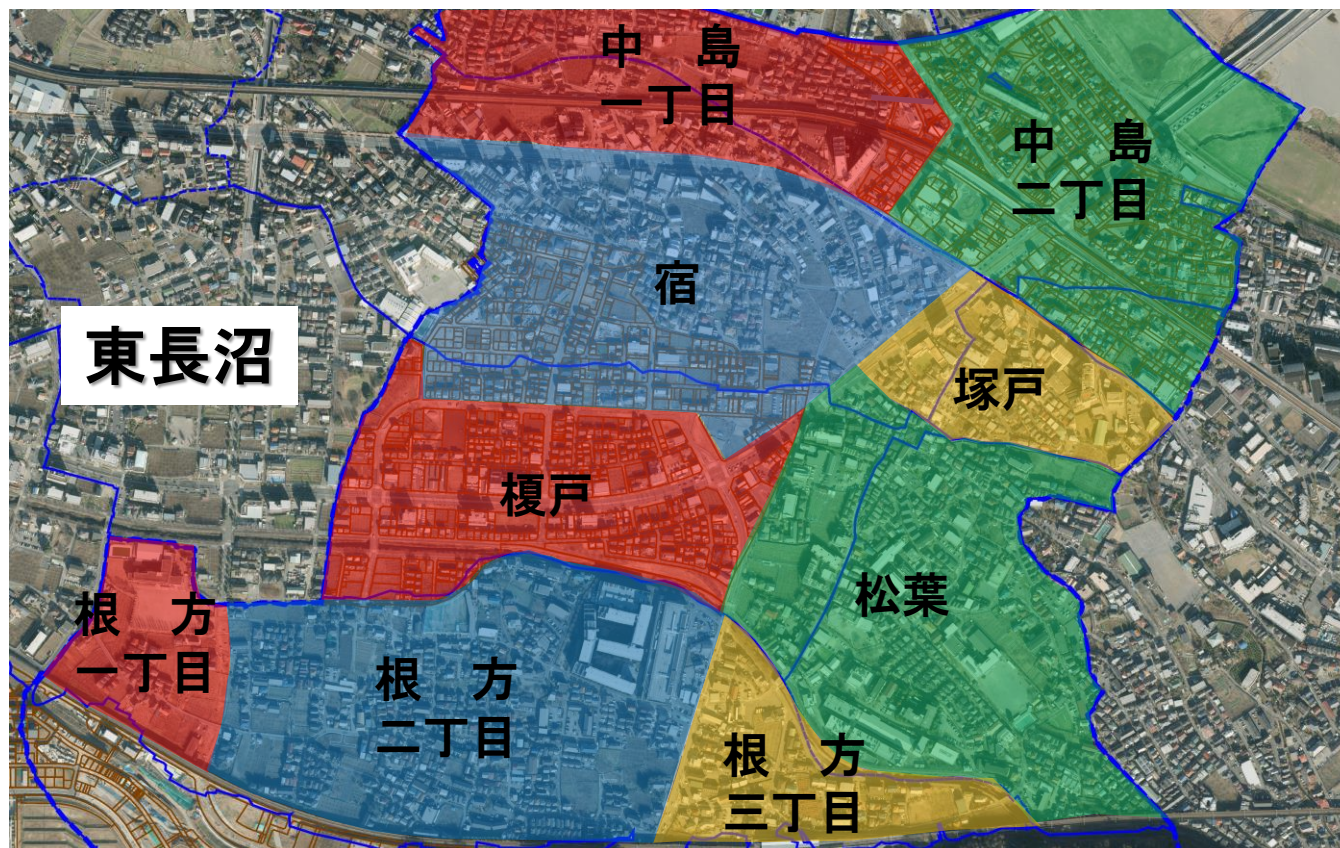 中　島
一丁目
中　島
二丁目
宿
東長沼
塚戸
榎戸
松葉
根　方
一丁目
根　方
二丁目
根　方
三丁目